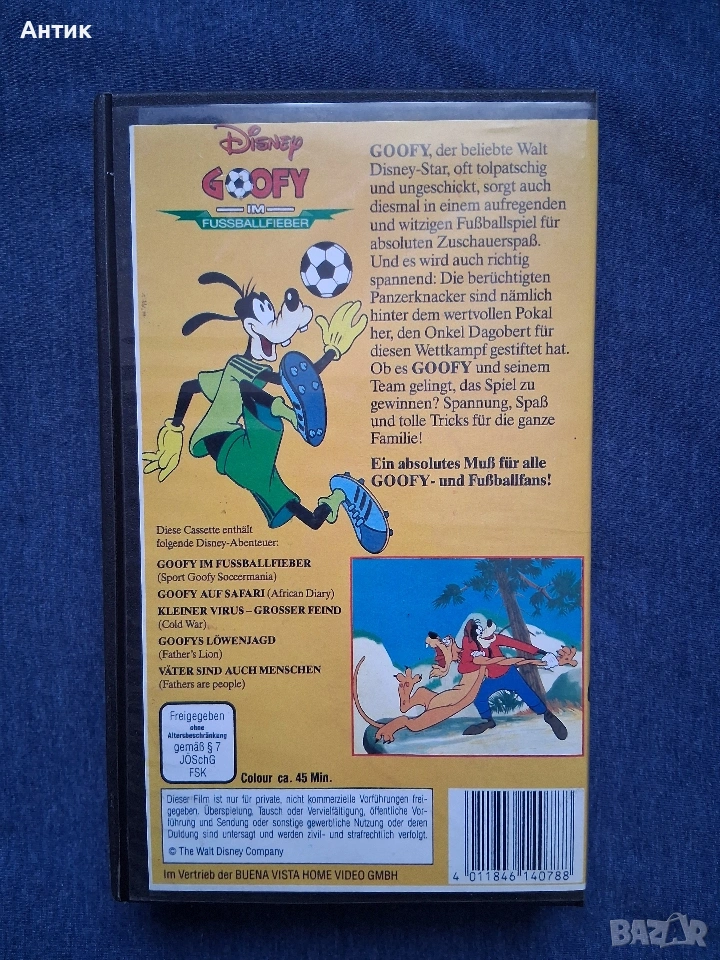 Антик
Disney
GOOFY
IM
FUSSBALLFIEBER
GOOFY, der beliebte Walt
Disney-Star, oft tolpatschig
und ungeschickt, sorgt auch
diesmal in einem aufregenden
und witzigen Fußballspiel für
absoluten Zuschauerspaß.
Und es wird auch richtig
spannend: Die berüchtigten
Panzerknacker sind nämlich
hinter dem wertvollen Pokal
her, den Onkel Dagobert für
diesen Wettkampf gestiftet hat.
Ob es GOOFY und seinem
Team gelingt, das Spiel zu
gewinnen? Spannung, Spaß
und tolle Tricks für die ganze
Familie!
Ein absolutes Muß für alle
GOOFY- und Fußballfans!
Diese Cassette enthält
folgende Disney-Abenteuer:
GOOFY IM FUSSBALLFIEBER
(Sport Goofy Soccermania)
GOOFY AUF SAFARI (African Diary)
KLEINER VIRUS – GROSSER FEIND
(Cold War)
GOOFYS LÖWENJAGD
(Father's Lion)
VÄTER SIND AUCH MENSCHEN
(Fathers are people)
Freigegeben
ohne
Altersbeschränkung
gemäß § 7
JÖSchG
FSK
Colour ca. 45 Min.
Dieser Film ist nur für private, nicht kommerzielle Vorführungen frei-
gegeben. Überspielung, Tausch oder Vervielfältigung, öffentliche Vor-
führung und Sendung oder sonstige gewerbliche Nutzung oder deren
Duldung sind untersagt und werden zivil- und strafrechtlich verfolgt.
© The Walt Disney Company
Im Vertrieb der BUENA VISTA HOME VIDEO GMBH
4 011846 140788
BAZAR